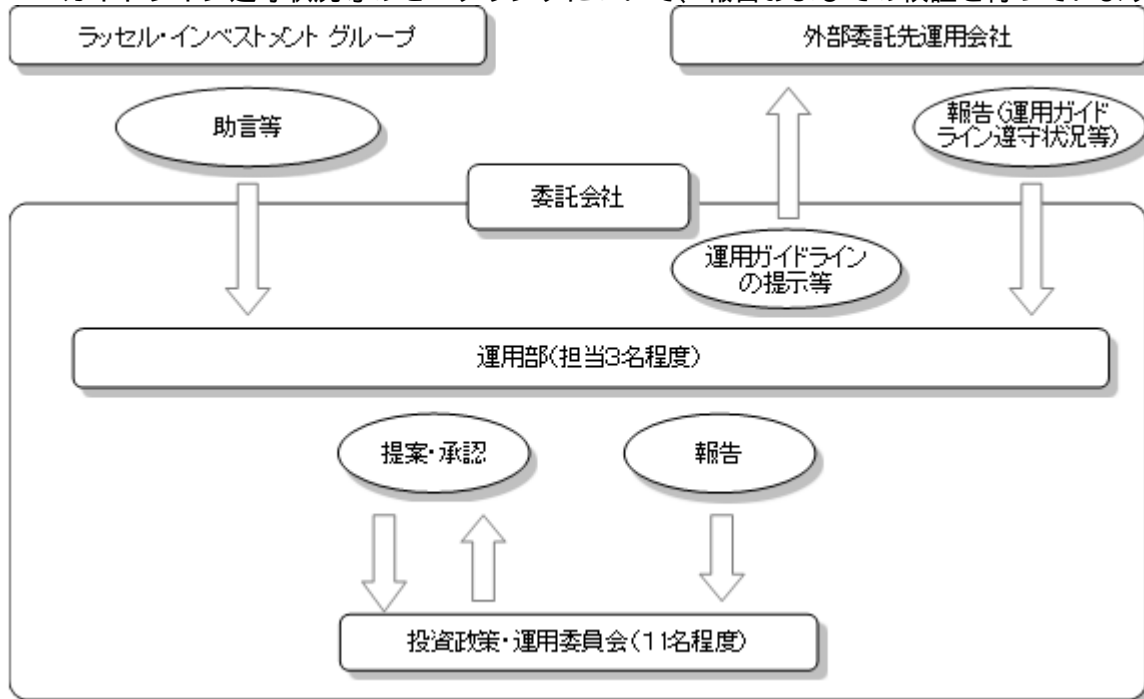 ラッセル・インベストメント グループ
外部委託先運用会社
助言等
報告(運用ガイド
ライン遵守状況等)
委託会社
運用ガイドライン
の提示等
運用部(担当3名程度)
提案・承認
報告
投資政策・運用委員会(11名程度)